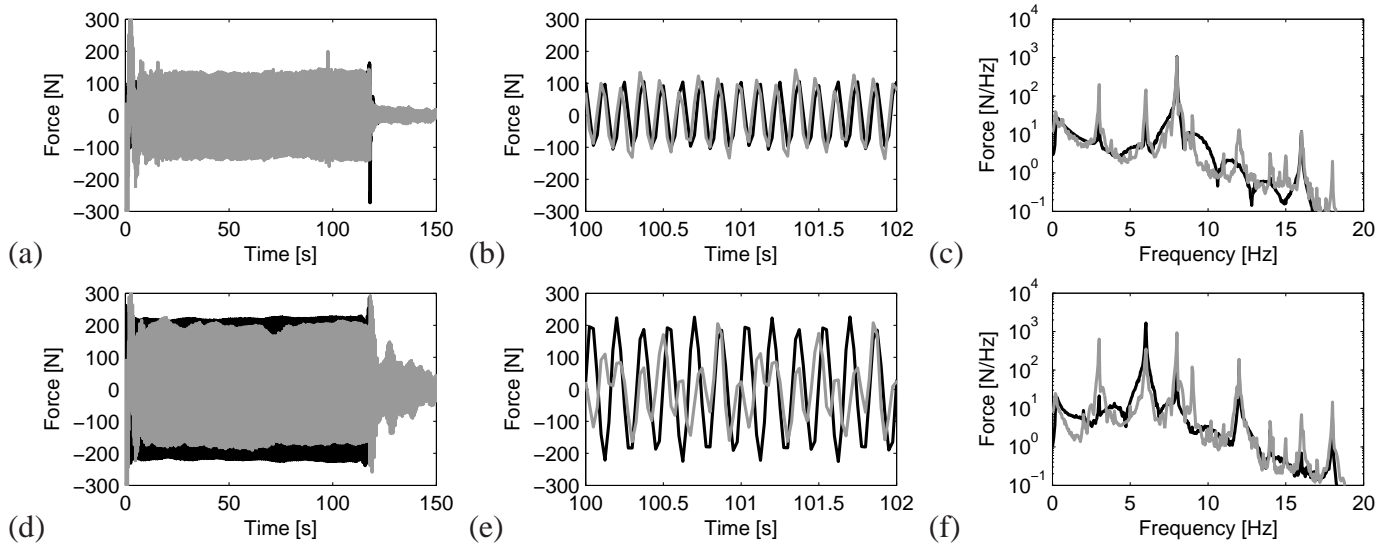 300
200
100
0
−100
−200
−300
Force [N]
0 50 100 150
Time [s]
(a)
300
200
100
0
−100
−200
−300
Force [N]
100 100.5 101 101.5 102
Time [s]
(b)
10^4
10^3
10^2
10^1
10^0
10^−1
Force [N/Hz]
0 5 10 15 20
Frequency [Hz]
(c)
300
200
100
0
−100
−200
−300
Force [N]
0 50 100 150
Time [s]
(d)
300
200
100
0
−100
−200
−300
Force [N]
100 100.5 101 101.5 102
Time [s]
(e)
10^4
10^3
10^2
10^1
10^0
10^−1
Force [N/Hz]
0 5 10 15 20
Frequency [Hz]
(f)